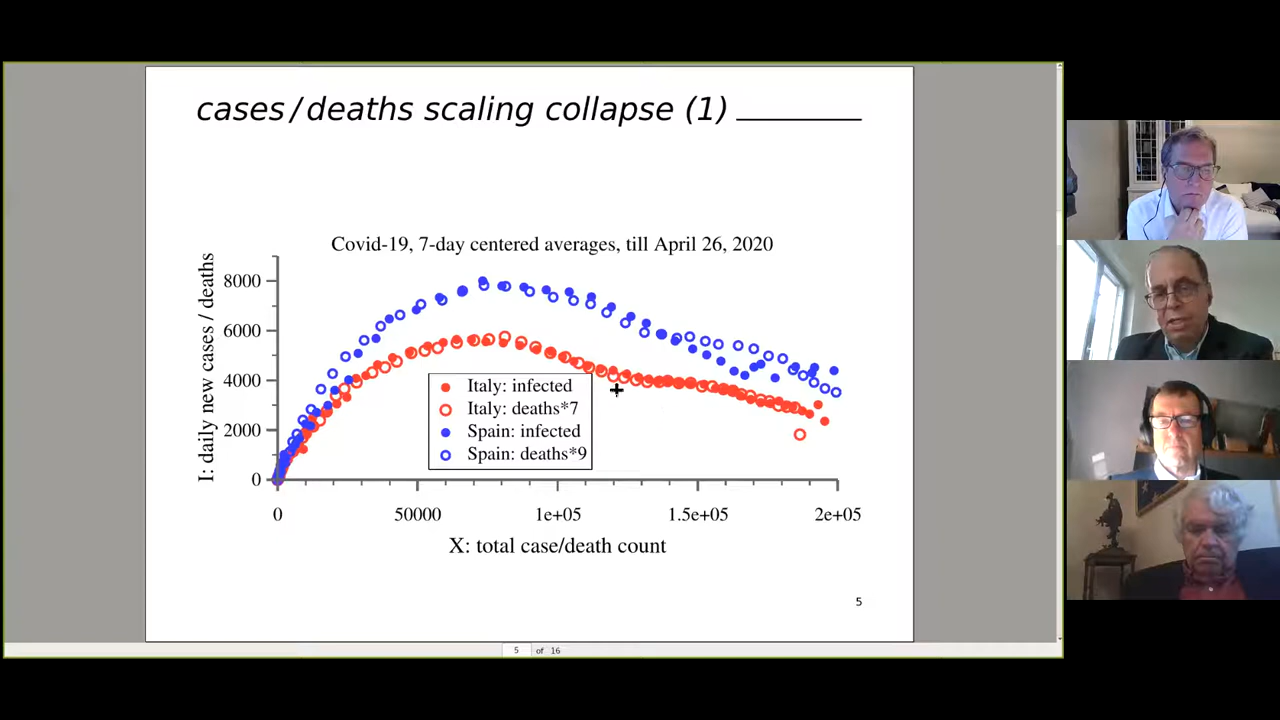 cases/deaths scaling collapse (1)
Covid-19, 7-day centered averages, till April 26, 2020
I: daily new cases / deaths
8000
6000
4000
2000
0
Italy: infected
Italy: deaths*7
Spain: infected
Spain: deaths*9
0 50000 1e+05 1.5e+05 2e+05
X: total case/death count
5
5 of 16